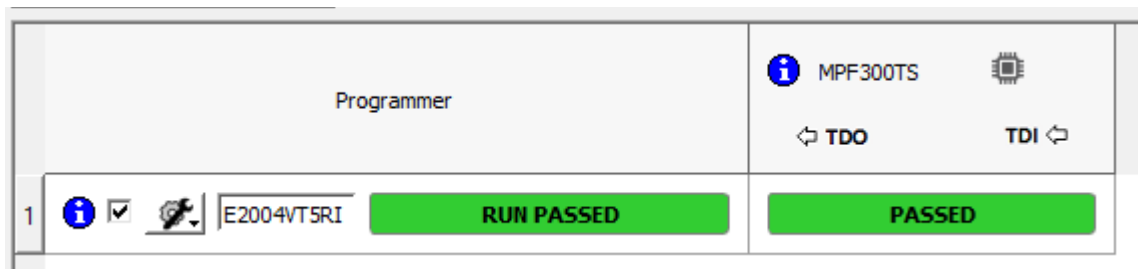 Programmer
MPF300TS
TDO TDI
1 E2004VT5RI RUN PASSED PASSED